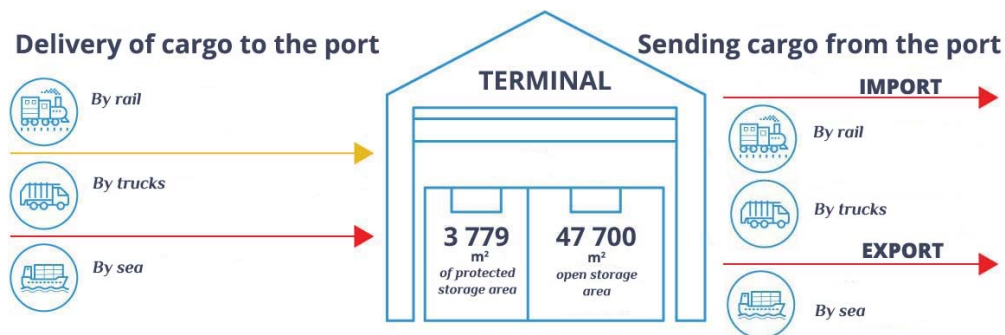 Delivery of cargo to the port
By rail
By trucks
By sea
TERMINAL
3 779
m²
of protected
storage area
47 700
m²
open storage
area
Sending cargo from the port
IMPORT
By rail
By trucks
EXPORT
By sea